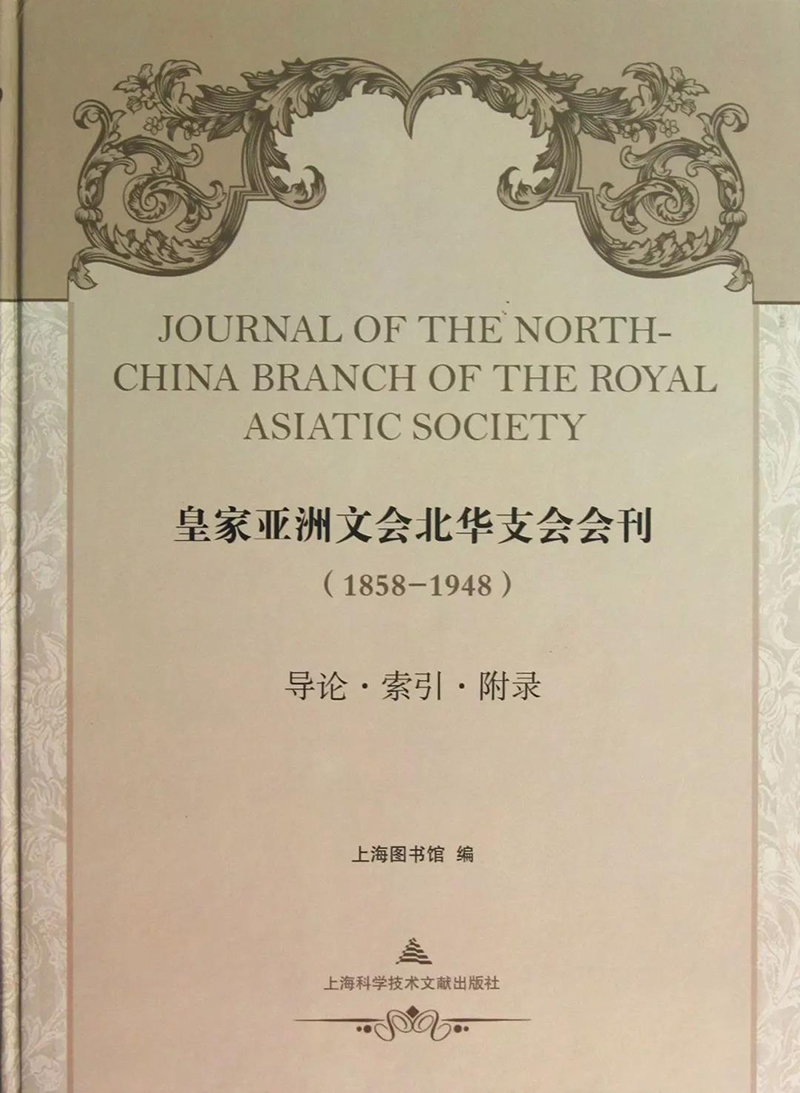 JOURNAL OF THE NORTH-
CHINA BRANCH OF THE ROYAL
ASIATIC SOCIETY
皇家亚洲文会北华支会会刊
（1858－1948）
导论·索引·附录
上海图书馆 编
上海科学技术文献出版社